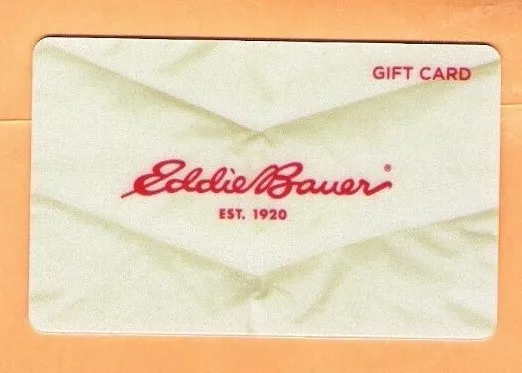 GIFT CARD
Eddie Bauer®
EST. 1920